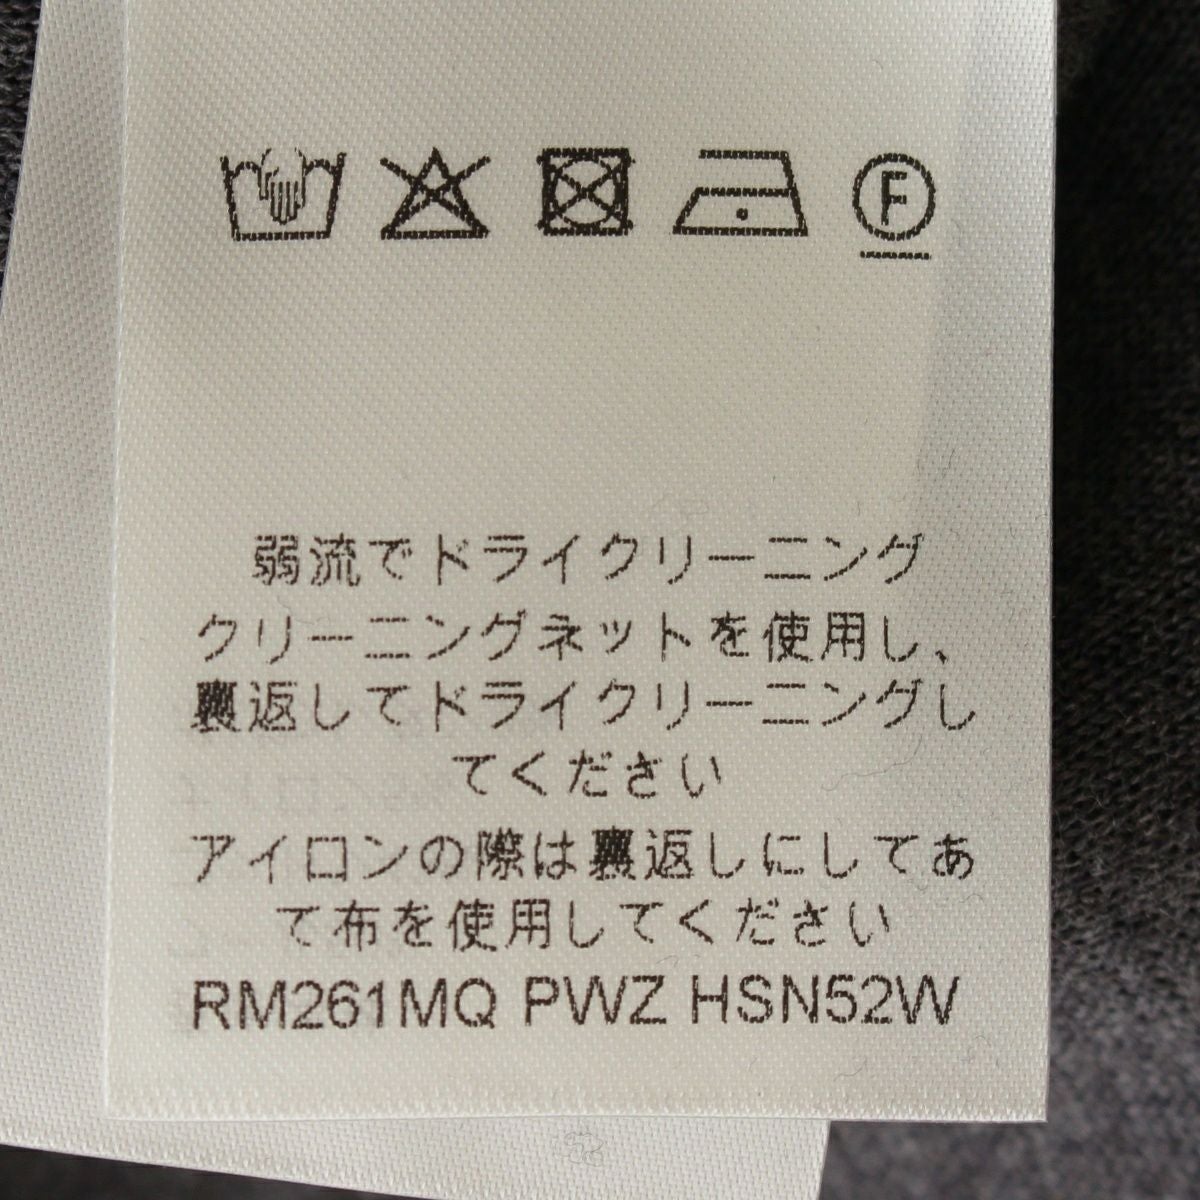 F
弱流でドライクリーニング
クリーニングネットを使用し、
裏返してドライクリーニングし
てください
アイロンの際は裏返しにしてあ
て布を使用してください
RM261MQ PWZ HSN52W